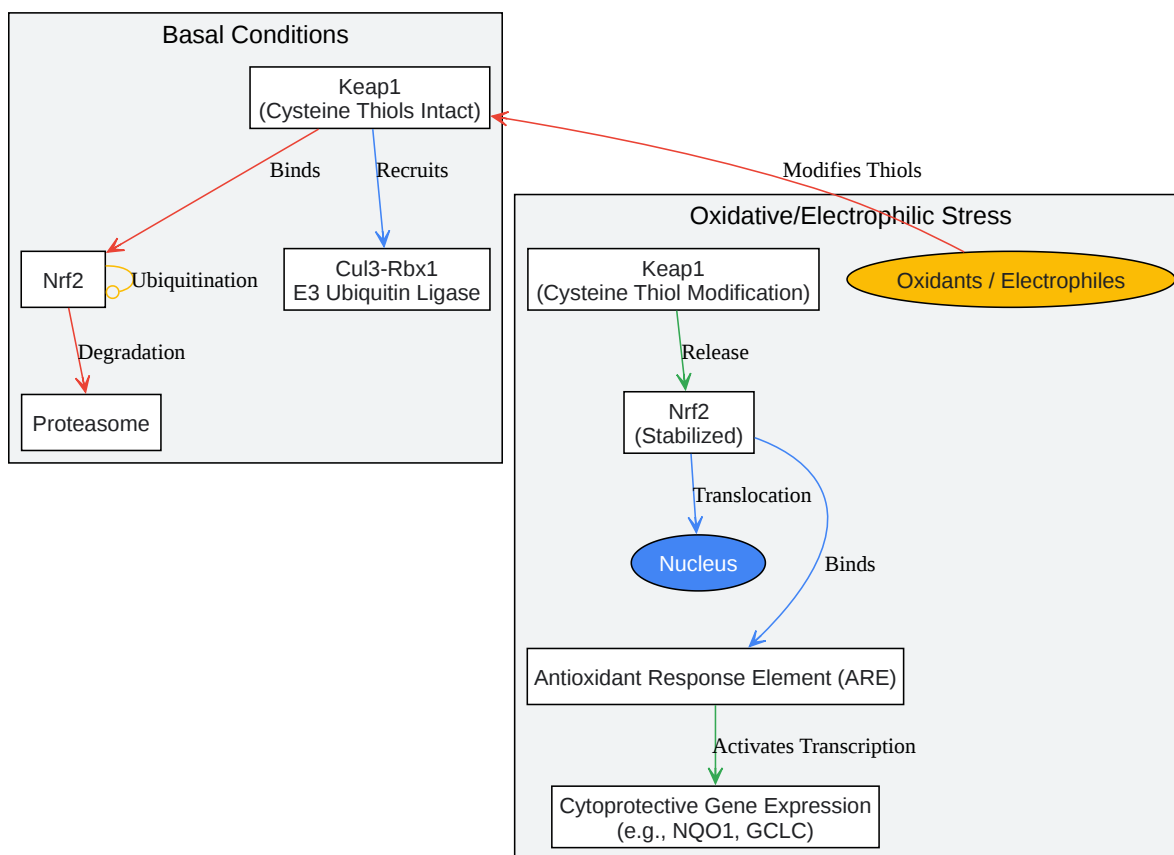 Basal Conditions
Keap1
(Cysteine Thiols Intact)
Binds
Recruits
Nrf2
Ubiquitination
Cul3-Rbx1
E3 Ubiquitin Ligase
Degradation
Proteasome
Modifies Thiols
Oxidative/Electrophilic Stress
Keap1
(Cysteine Thiol Modification)
Oxidants / Electrophiles
Release
Nrf2
(Stabilized)
Translocation
Nucleus
Binds
Antioxidant Response Element (ARE)
Activates Transcription
Cytoprotective Gene Expression
(e.g., NQO1, GCLC)